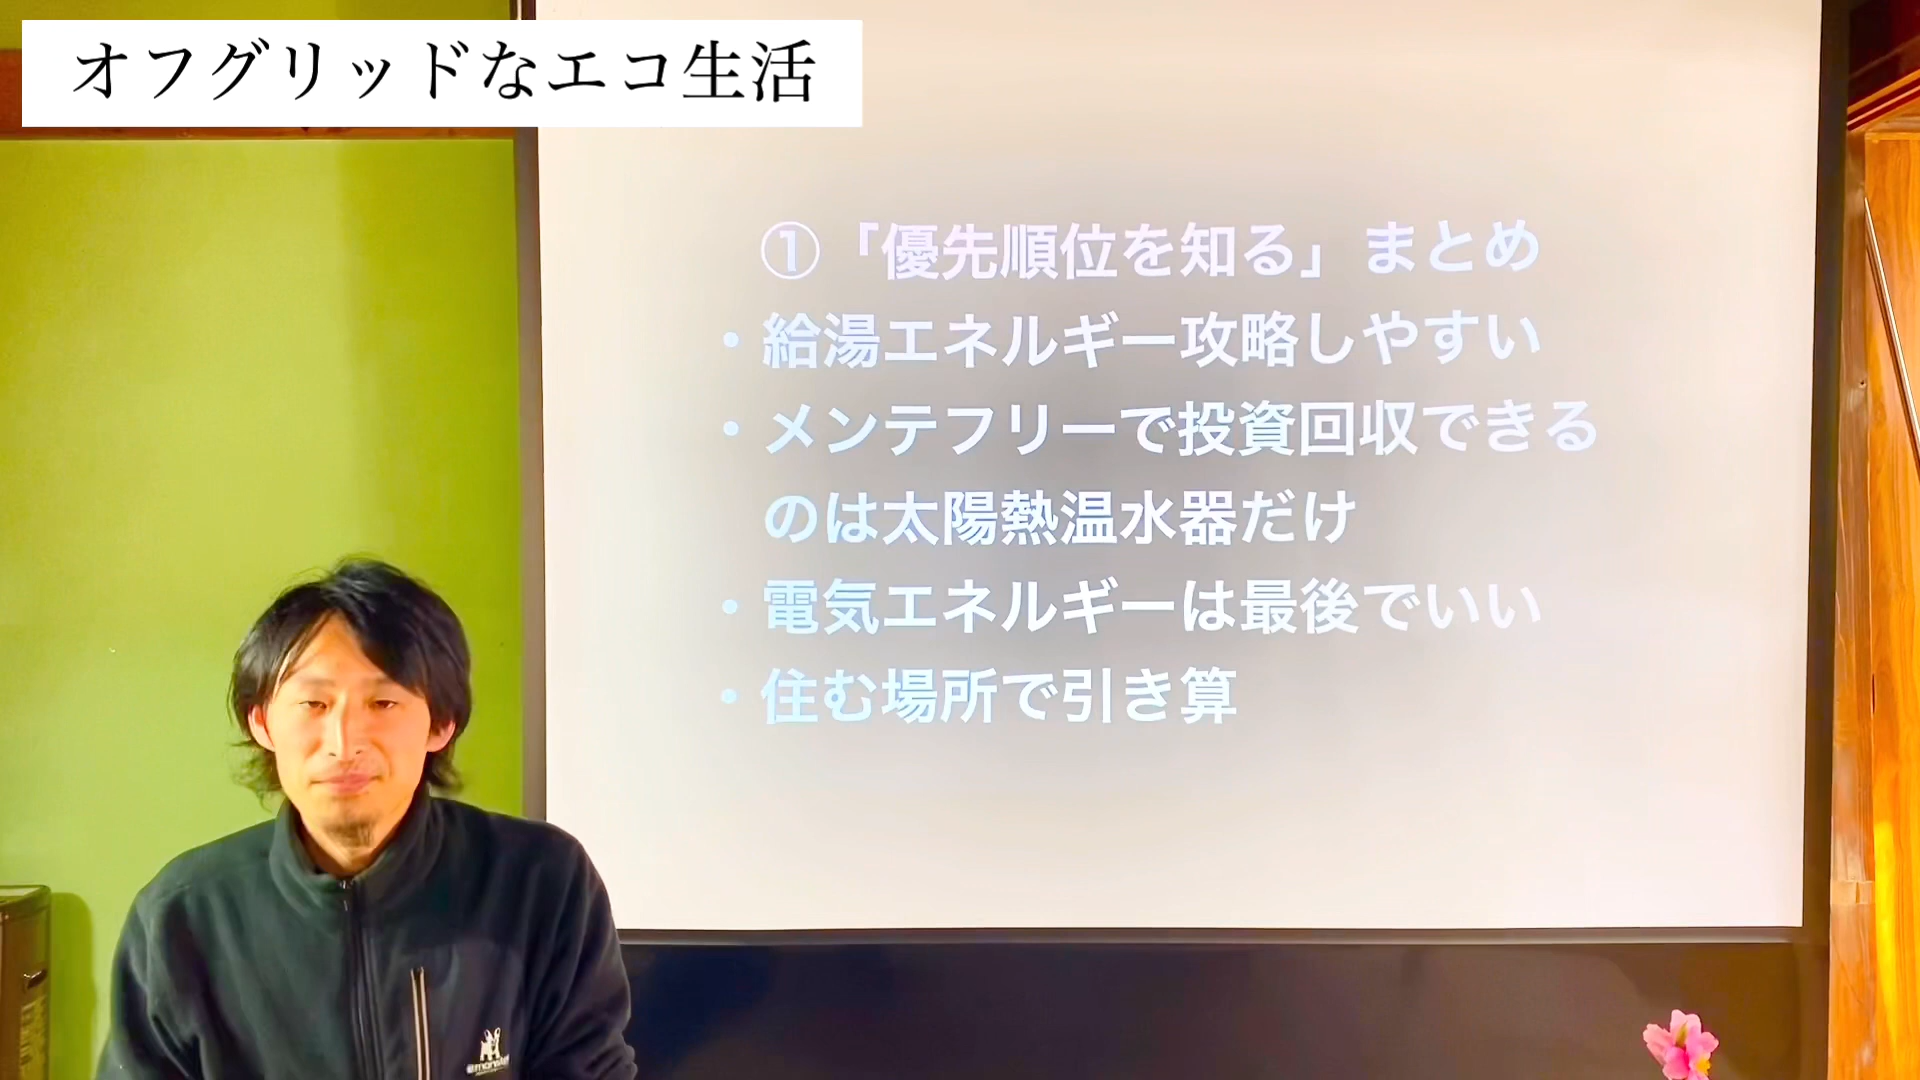 オフグリッドなエコ生活
①「優先順位を知る」まとめ
・給湯エネルギー攻略しやすい
・メンテフリーで投資回収できる
のは太陽熱温水器だけ
・電気エネルギーは最後でいい
・住む場所で引き算